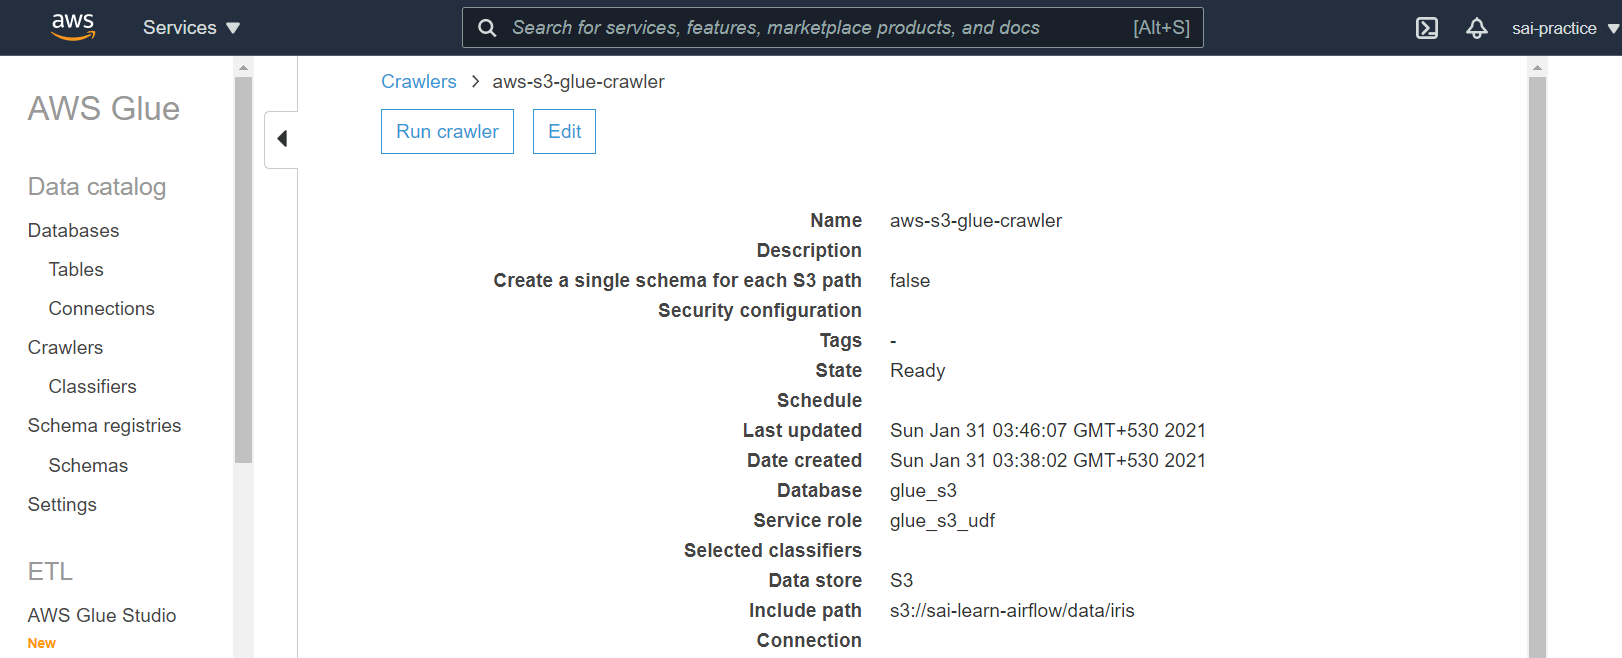 aws
Services
Search for services, features, marketplace products, and docs [Alt+S]
sai-practice
AWS Glue
Data catalog
Databases
Tables
Connections
Crawlers
Classifiers
Schema registries
Schemas
Settings
ETL
AWS Glue Studio
New
Crawlers > aws-s3-glue-crawler
Run crawler Edit
Name aws-s3-glue-crawler
Description
Create a single schema for each S3 path false
Security configuration
Tags -
State Ready
Schedule
Last updated Sun Jan 31 03:46:07 GMT+530 2021
Date created Sun Jan 31 03:38:02 GMT+530 2021
Database glue_s3
Service role glue_s3_udf
Selected classifiers
Data store S3
Include path s3://sai-learn-airflow/data/iris
Connection